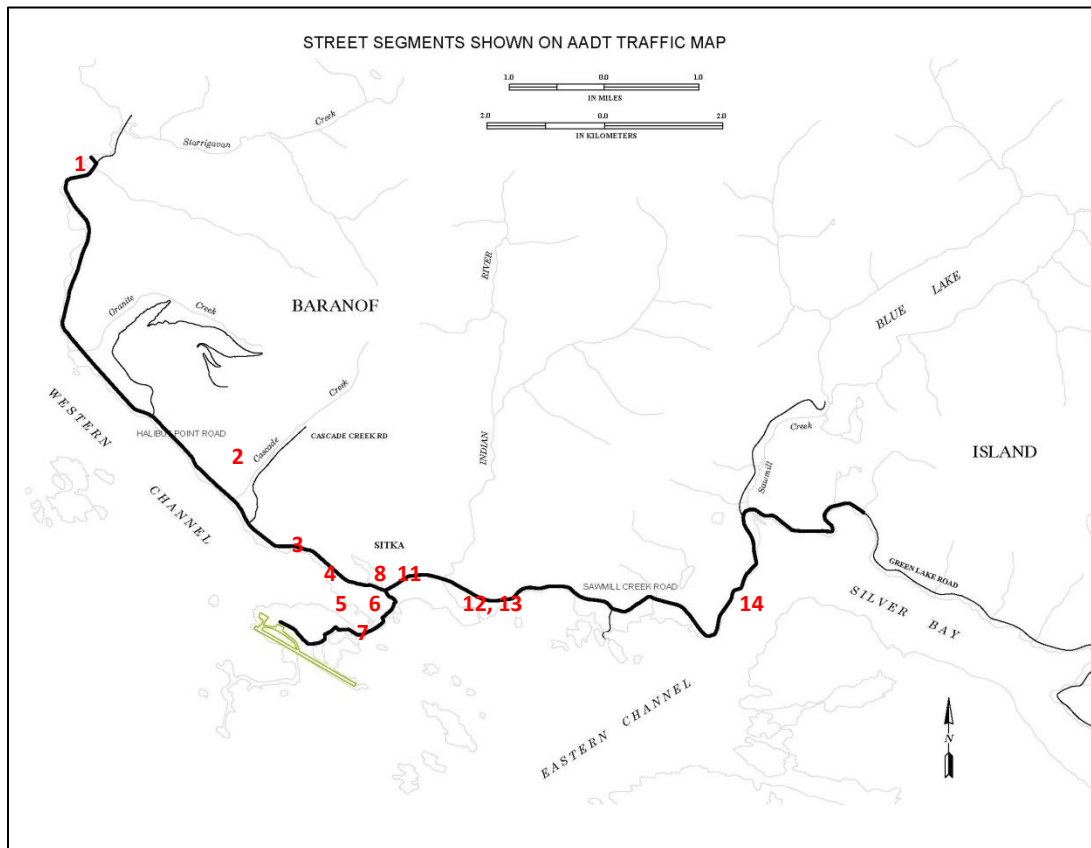 STREET SEGMENTS SHOWN ON AADT TRAFFIC MAP
1.0 0.0 1.0
IN MILES
2.0 0.0 2.0
IN KILOMETERS
Starrigavan Creek
1
RIVER
INDIAN
BARANOF
Granite Creek
BLUE LAKE
WESTERN CHANNEL
HALIBUT POINT ROAD
Cascade Creek
CASCADE CREEK RD
2
Creek
Sawmill
ISLAND
3
SITKA
4
8
11
5
6
7
12, 13
SAWMILL CREEK ROAD
14
GREEN LAKE ROAD
SILVER BAY
EASTERN CHANNEL
N